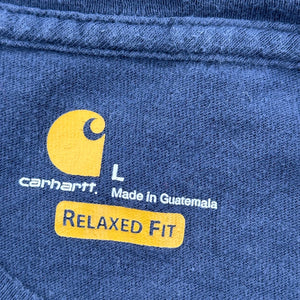 L
carhartt.
Made in Guatemala
RELAXED FIT